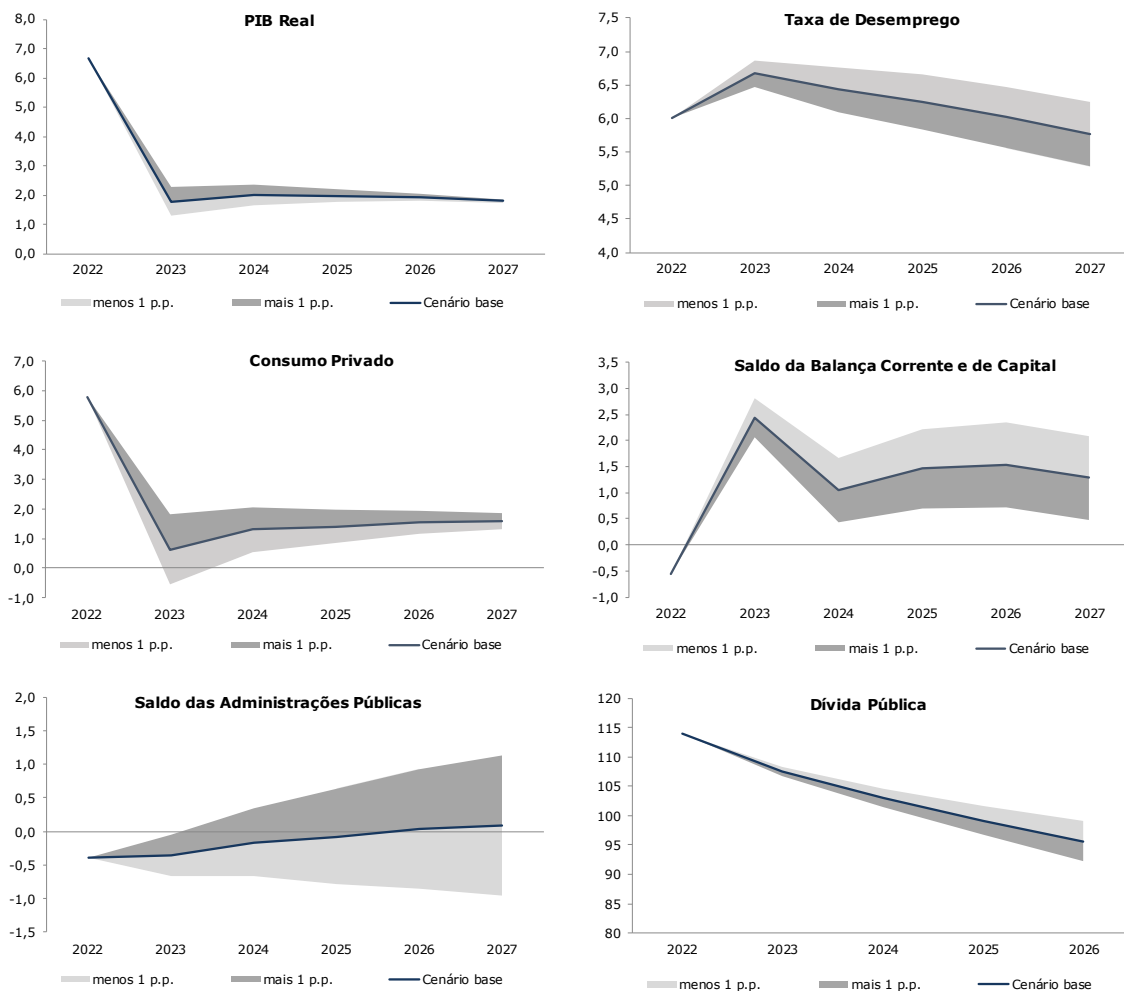 PIB Real
8,0
7,0
6,0
5,0
4,0
3,0
2,0
1,0
0,0
2022 2023 2024 2025 2026 2027
menos 1 p.p. mais 1 p.p. Cenário base
Taxa de Desemprego
7,5
7,0
6,5
6,0
5,5
5,0
4,5
4,0
2022 2023 2024 2025 2026 2027
menos 1 p.p. mais 1 p.p. Cenário base
Consumo Privado
7,0
6,0
5,0
4,0
3,0
2,0
1,0
0,0
-1,0
2022 2023 2024 2025 2026 2027
menos 1 p.p. mais 1 p.p. Cenário base
Saldo da Balança Corrente e de Capital
3,5
3,0
2,5
2,0
1,5
1,0
0,5
0,0
-0,5
-1,0
2022 2023 2024 2025 2026 2027
menos 1 p.p. mais 1 p.p. Cenário base
Saldo das Administrações Públicas
2,0
1,5
1,0
0,5
0,0
-0,5
-1,0
-1,5
2022 2023 2024 2025 2026 2027
menos 1 p.p. mais 1 p.p. Cenário base
Dívida Pública
120
115
110
105
100
95
90
85
80
2022 2023 2024 2025 2026
menos 1 p.p. mais 1 p.p. Cenário base